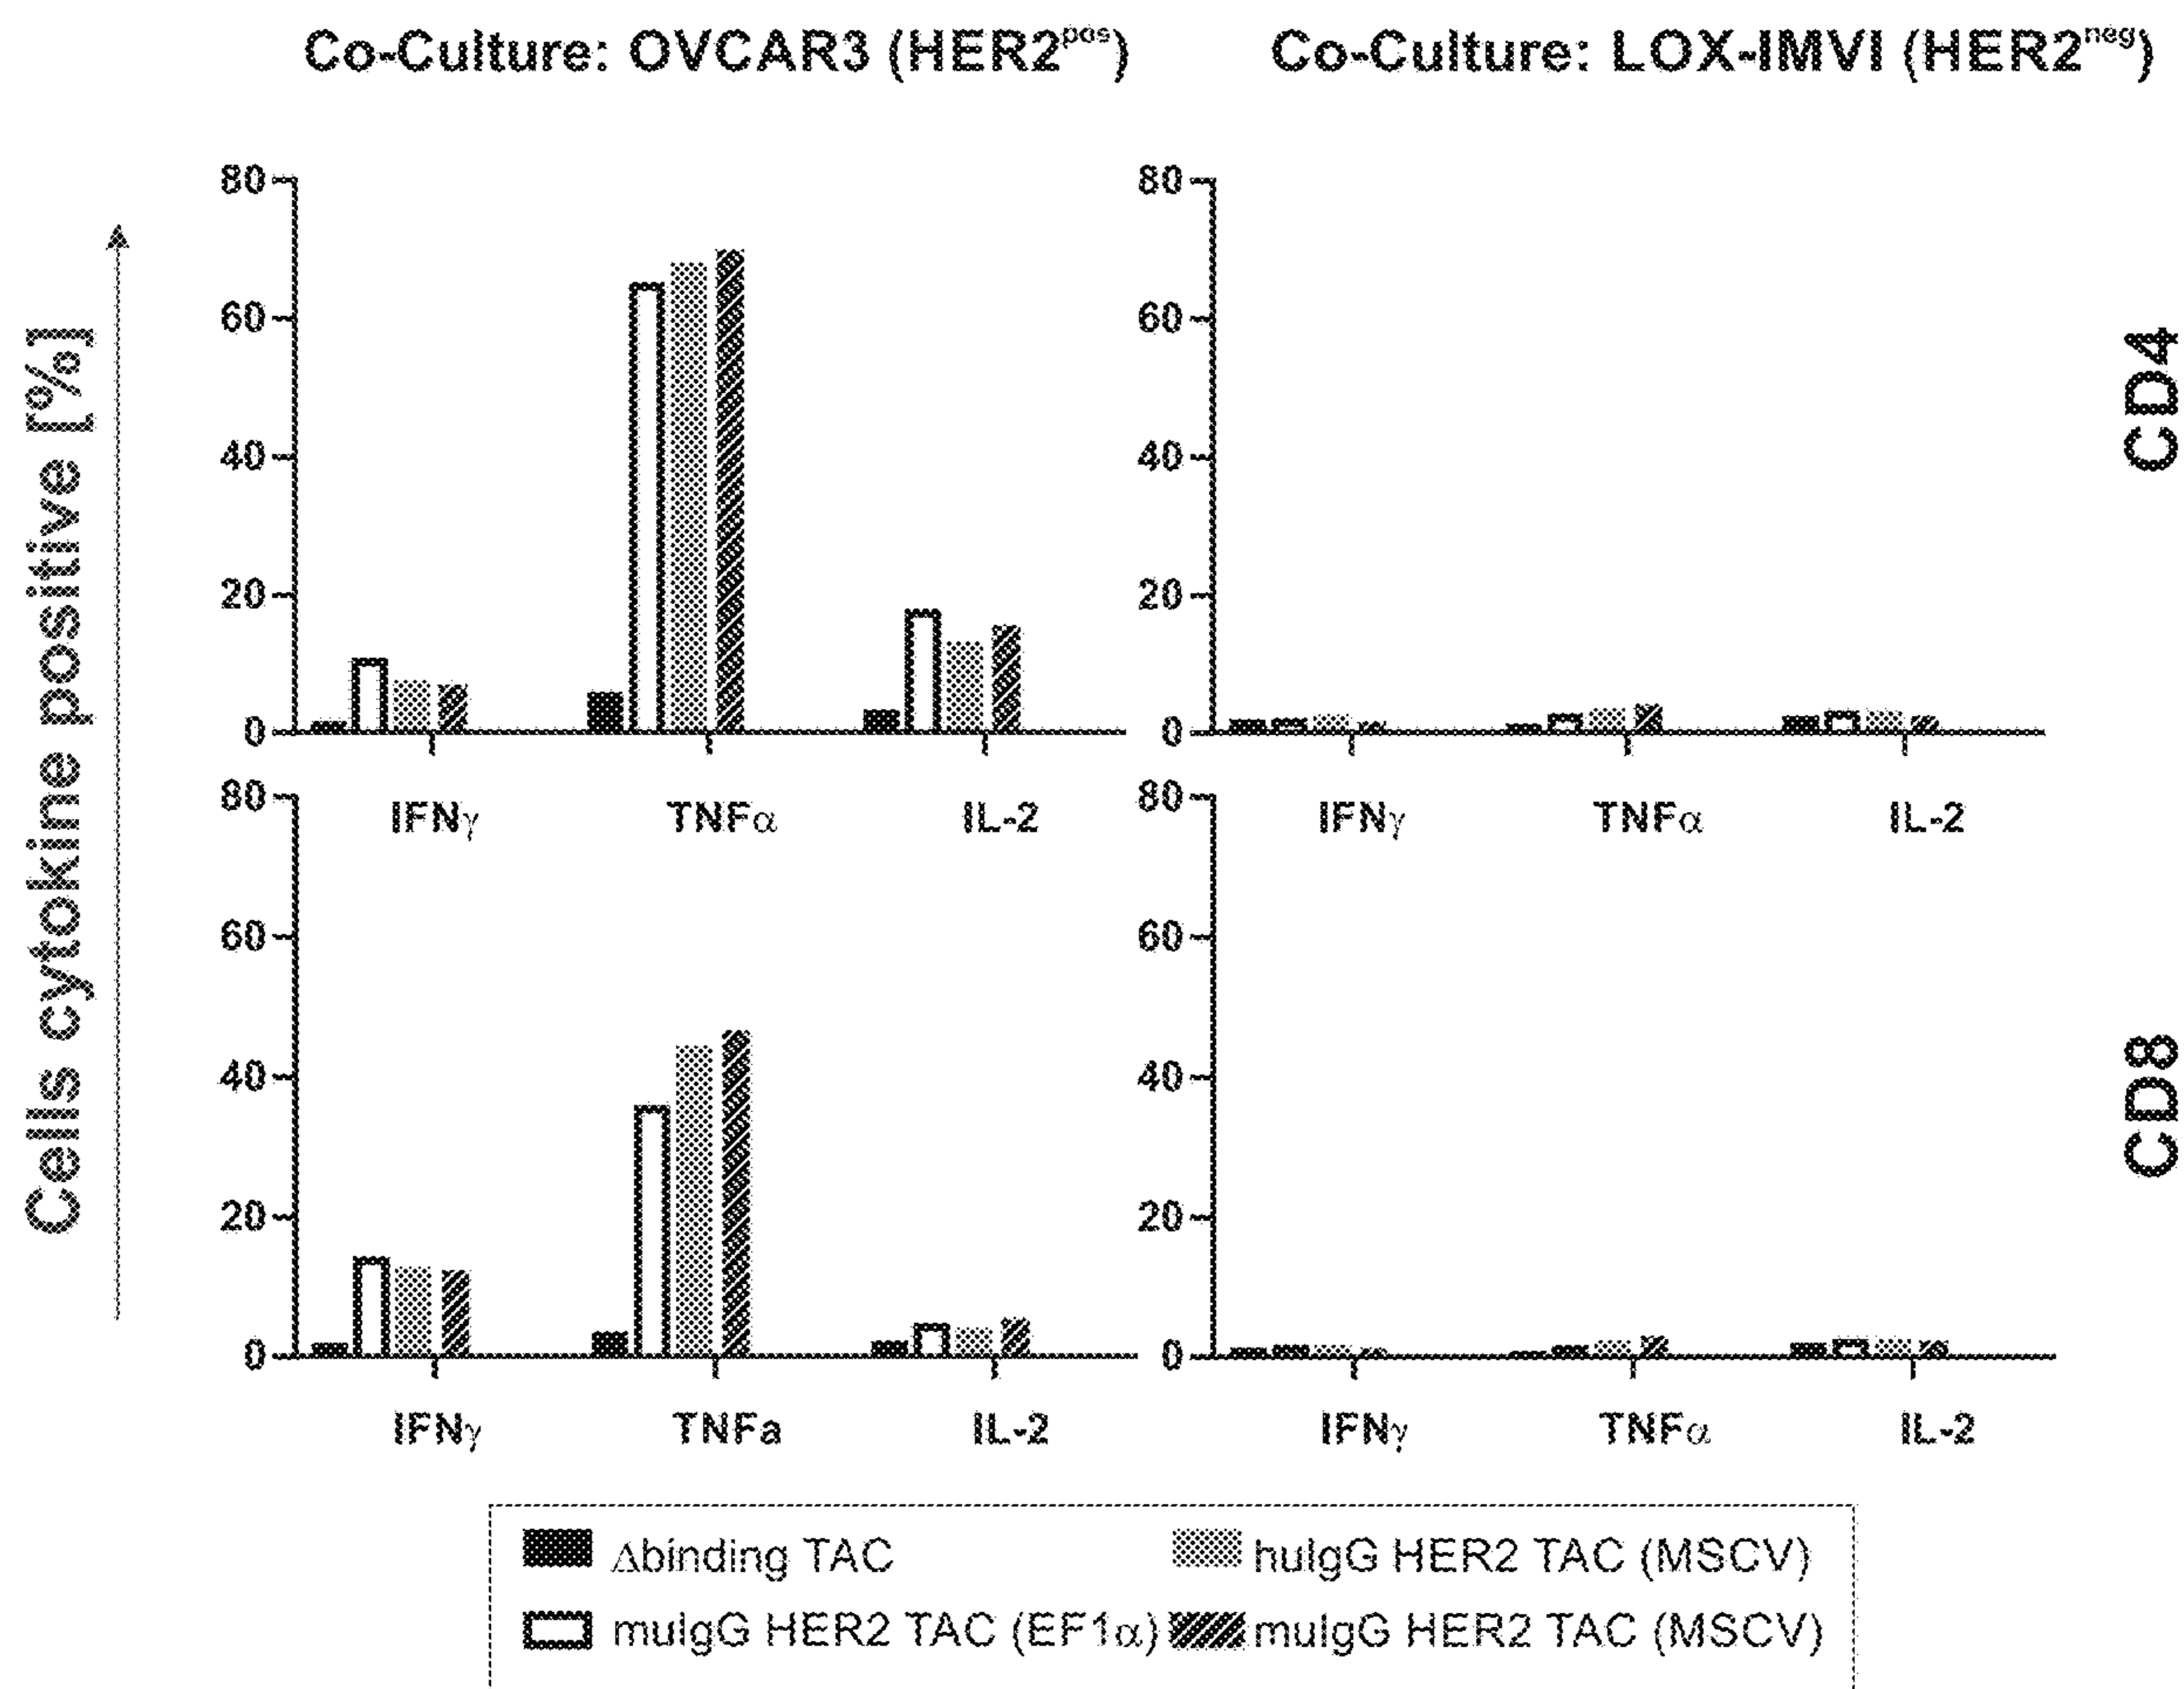 Co-Culture: OVCAR3 (HER2pos)
Co-Culture: LOX-IMVI (HER2neg)
Cells cytokine positive [%]
80
60
40
20
0
IFNγ TNFα IL-2
80
60
40
20
0
IFNγ TNFα IL-2
CD4
80
60
40
20
0
IFNγ TNFa IL-2
80
60
40
20
0
IFNγ TNFα IL-2
CD8
Δbinding TAC
huIgG HER2 TAC (MSCV)
muIgG HER2 TAC (EF1α)
muIgG HER2 TAC (MSCV)